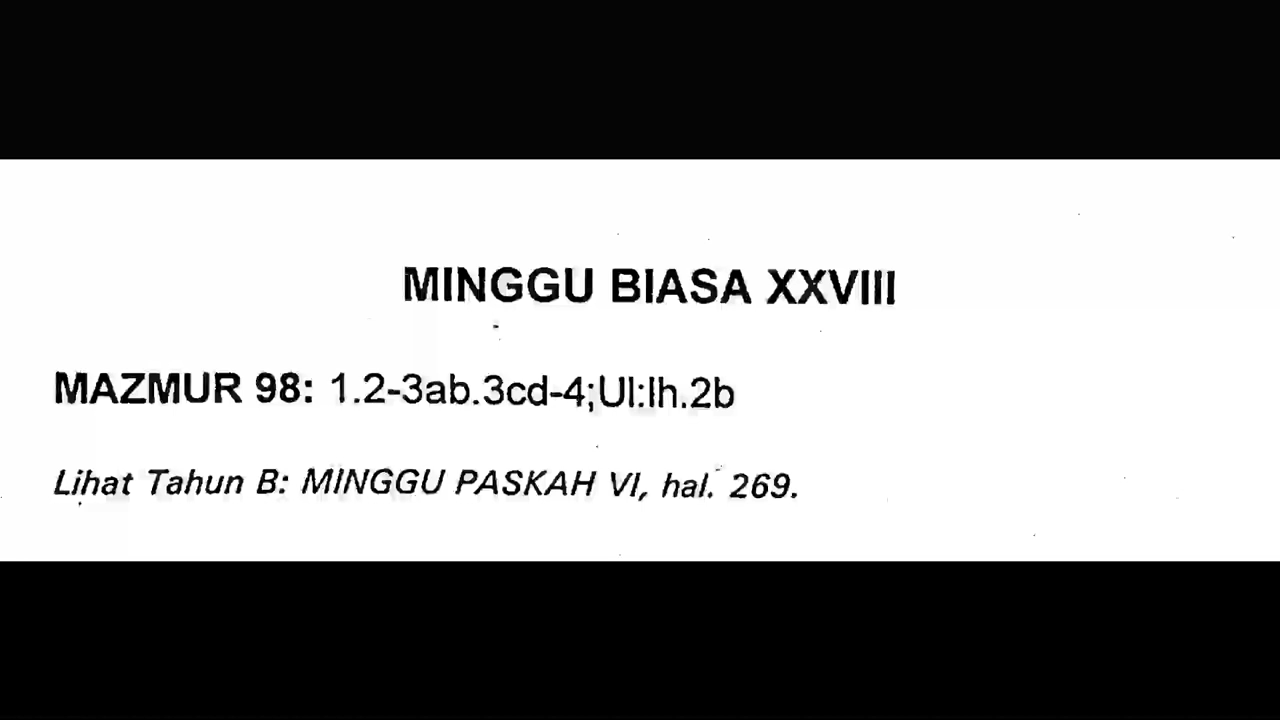 MINGGU BIASA XXVIII
MAZMUR 98: 1.2-3ab.3cd-4;Ul:lh.2b
Lihat Tahun B: MINGGU PASKAH VI, hal. 269.